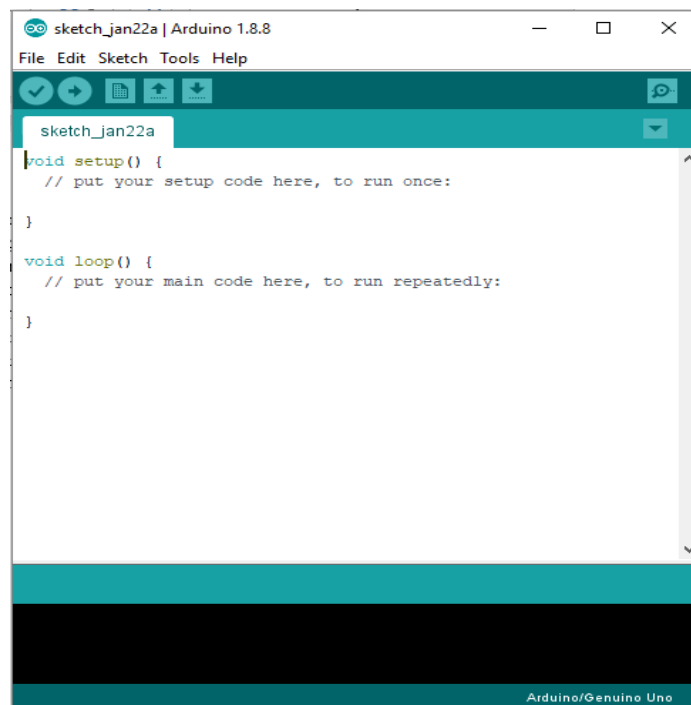 sketch_jan22a | Arduino 1.8.8
File Edit Sketch Tools Help
sketch_jan22a
void setup() {
  // put your setup code here, to run once:
}
void loop() {
  // put your main code here, to run repeatedly:
}
Arduino/Genuino Uno